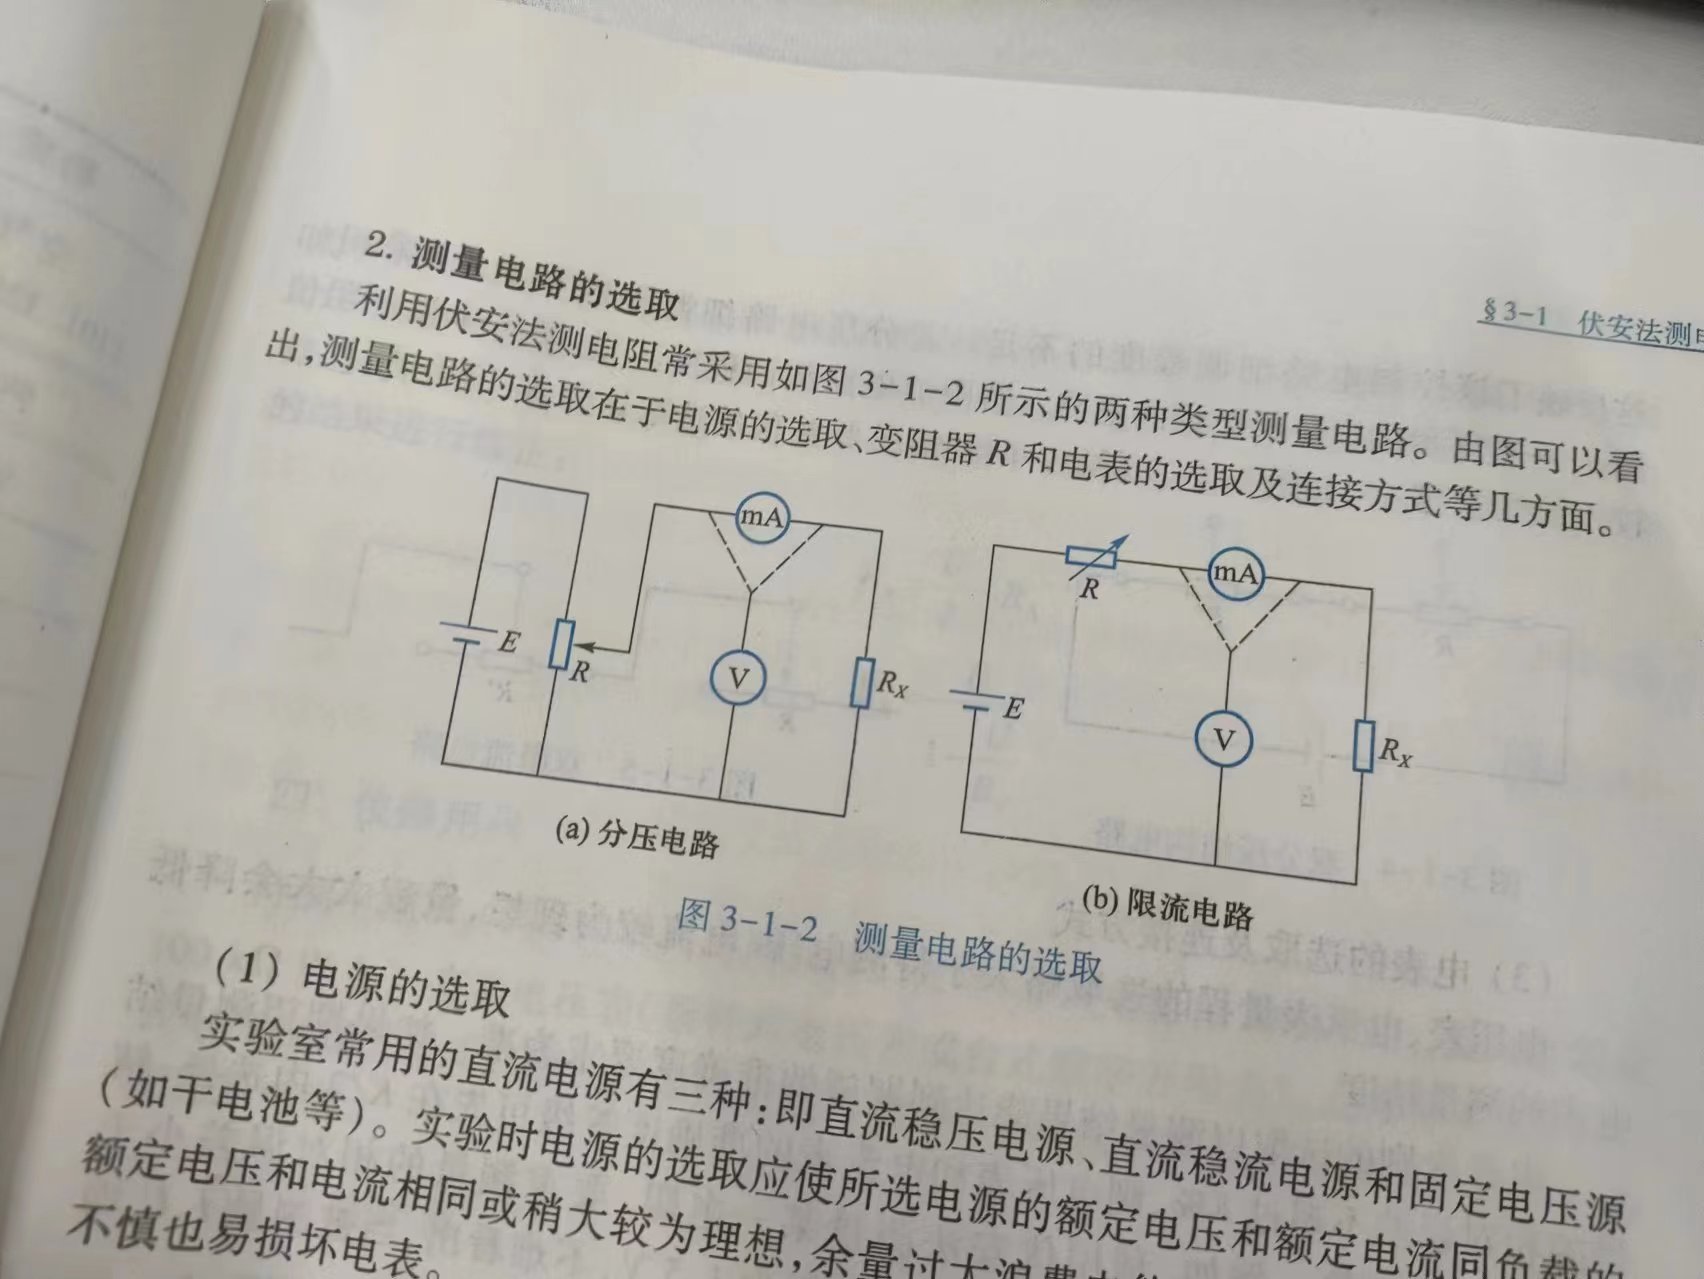 §3-1 伏安法测
2. 测量电路的选取
利用伏安法测电阻常采用如图 3-1-2 所示的两种类型测量电路。由图可以看
出,测量电路的选取在于电源的选取、变阻器 R 和电表的选取及连接方式等几方面。
mA
E
R
V
Rx
(a) 分压电路
R
mA
E
V
Rx
(b) 限流电路
图 3-1-2 测量电路的选取
(1) 电源的选取
实验室常用的直流电源有三种:即直流稳压电源、直流稳流电源和固定电压源
(如干电池等)。实验时电源的选取应使所选电源的额定电压和额定电流同负载的
额定电压和电流相同或稍大较为理想,余量过大浪费
不慎也易损坏电表。